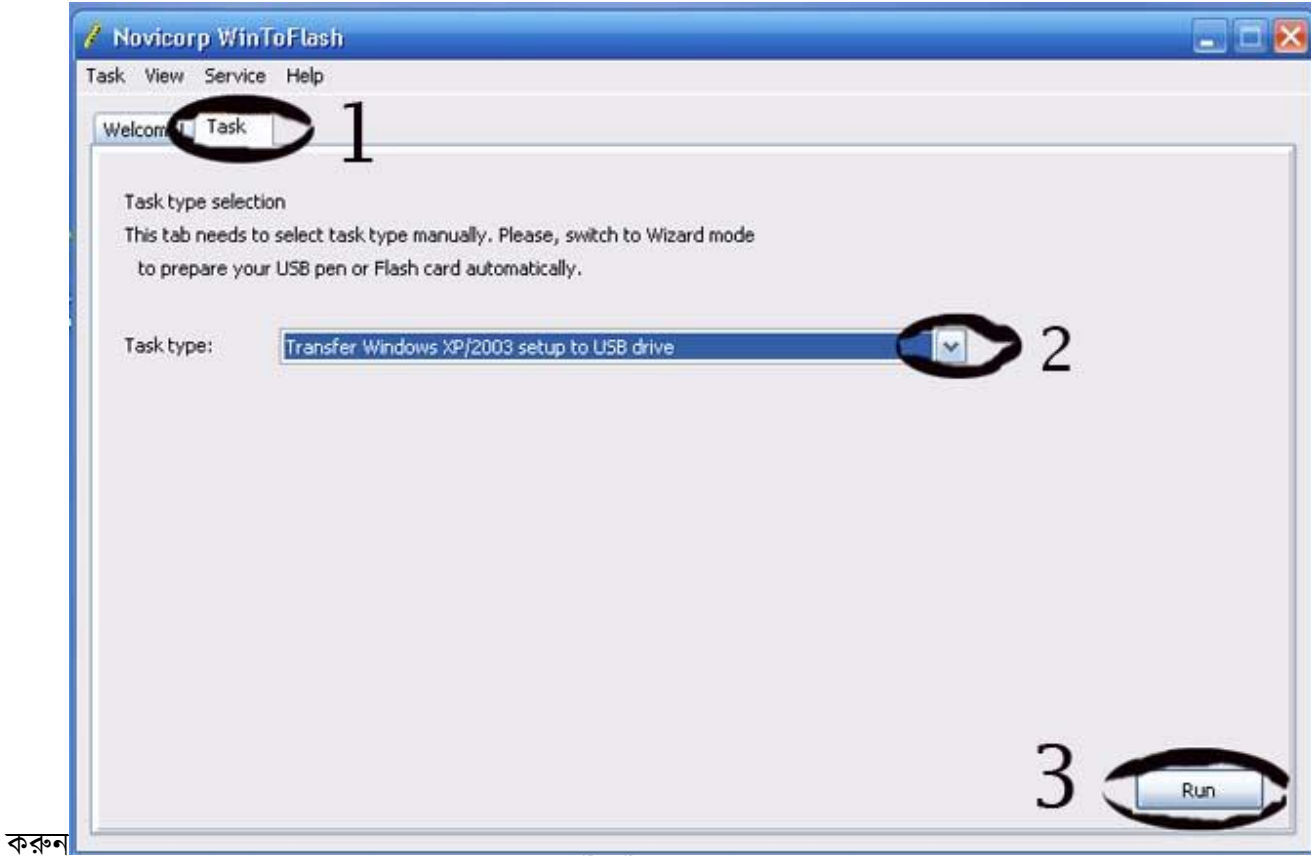 Novicorp WinToFlash
Task View Service Help
Task 1
Task type selection
This tab needs to select task type manually. Please, switch to Wizard mode
to prepare your USB pen or Flash card automatically.
Task type: Transfer Windows XP/2003 setup to USB drive 2
3 Run
করুন